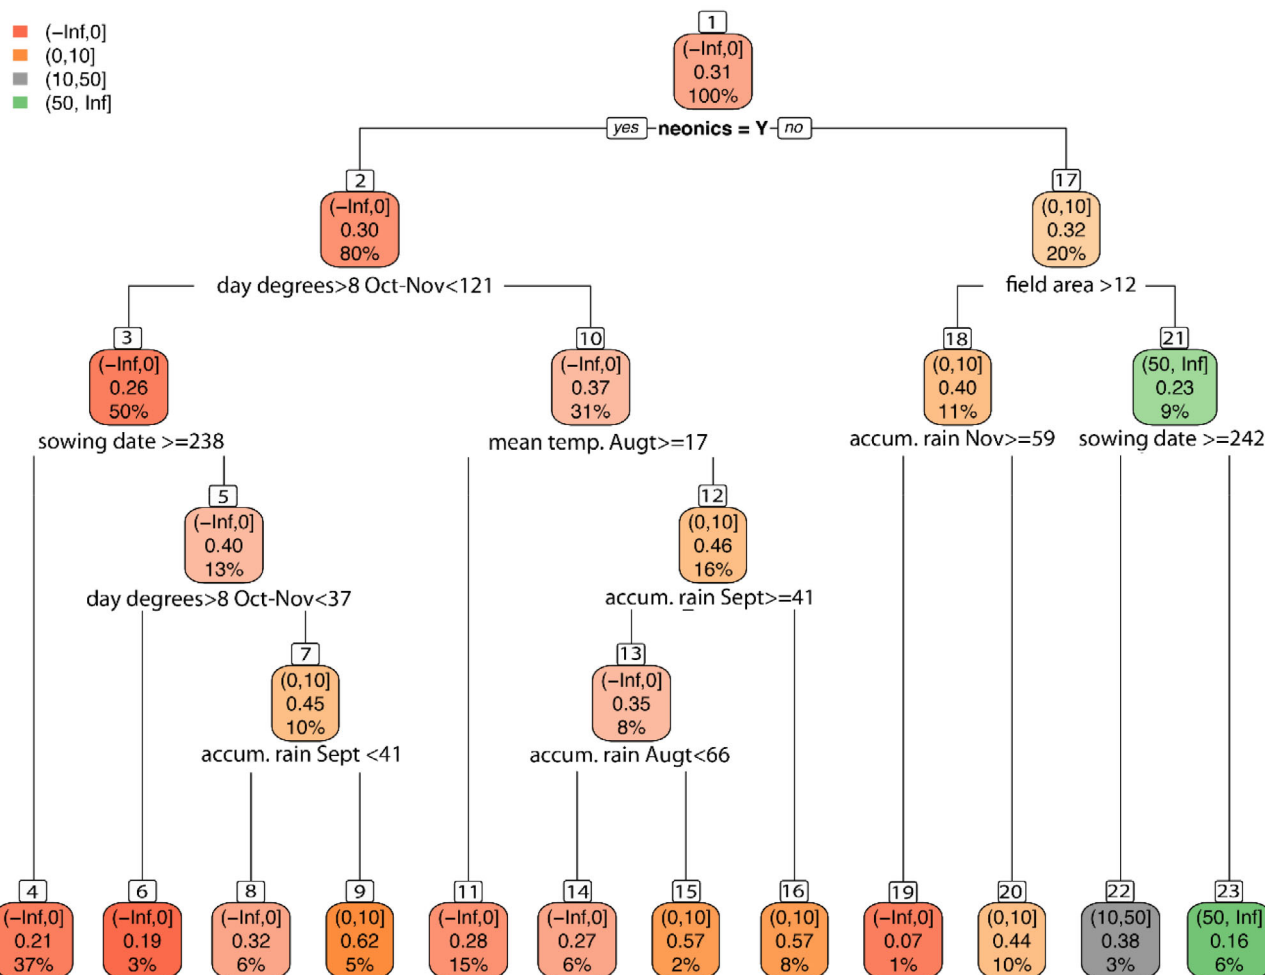 (−Inf,0]
(0,10]
(10,50]
(50, Inf]
1
(−Inf,0]
0.31
100%
yes neonics = Y no
2
(−Inf,0]
0.30
80%
day degrees>8 Oct-Nov<121
17
(0,10]
0.32
20%
field area >12
3
(−Inf,0]
0.26
50%
sowing date >=238
10
(−Inf,0]
0.37
31%
mean temp. Augt>=17
18
(0,10]
0.40
11%
accum. rain Nov>=59
21
(50, Inf]
0.23
9%
sowing date >=242
5
(−Inf,0]
0.40
13%
day degrees>8 Oct-Nov<37
12
(0,10]
0.46
16%
accum. rain Sept>=41
7
(0,10]
0.45
10%
accum. rain Sept <41
13
(−Inf,0]
0.35
8%
accum. rain Augt<66
4
(−Inf,0]
0.21
37%
6
(−Inf,0]
0.19
3%
8
(−Inf,0]
0.32
6%
9
(0,10]
0.62
5%
11
(−Inf,0]
0.28
15%
14
(−Inf,0]
0.27
6%
15
(0,10]
0.57
2%
16
(0,10]
0.57
8%
19
(−Inf,0]
0.07
1%
20
(0,10]
0.44
10%
22
(10,50]
0.38
3%
23
(50, Inf]
0.16
6%